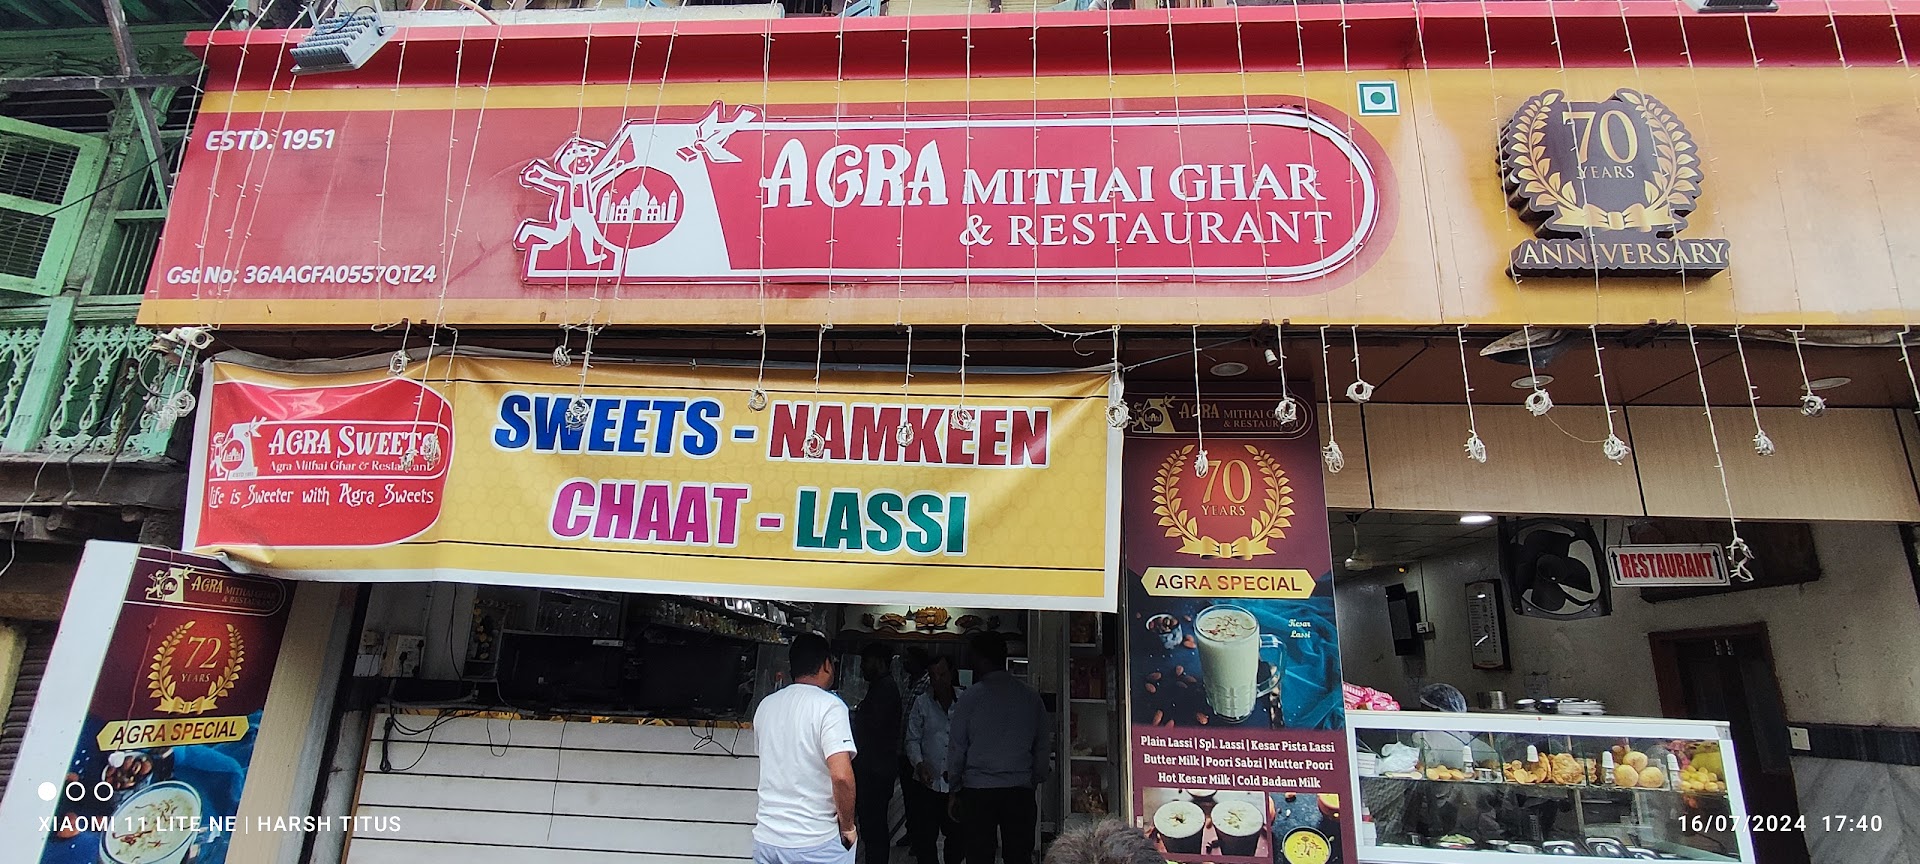 ESTD. 1951
AGRA MITHAI GHAR
& RESTAURANT
Gst No: 36AAGFA0557Q1Z4
70
YEARS
ANNIVERSARY
AGRA SWEETS
Agra Mithai Ghar & Restaurant
Life is Sweeter with Agra Sweets
SWEETS - NAMKEEN
CHAAT - LASSI
AGRA MITHAI GHAR
& RESTAURANT
72
YEARS
AGRA SPECIAL
AGRA MITHAI GHAR
& RESTAURANT
70
YEARS
AGRA SPECIAL
Kesar
Lassi
Plain Lassi | Spl. Lassi | Kesar Pista Lassi
Butter Milk | Poori Sabzi | Mutter Poori
Hot Kesar Milk | Cold Badam Milk
RESTAURANT
XIAOMI 11 LITE NE | HARSH TITUS
16/07/2024 17:40